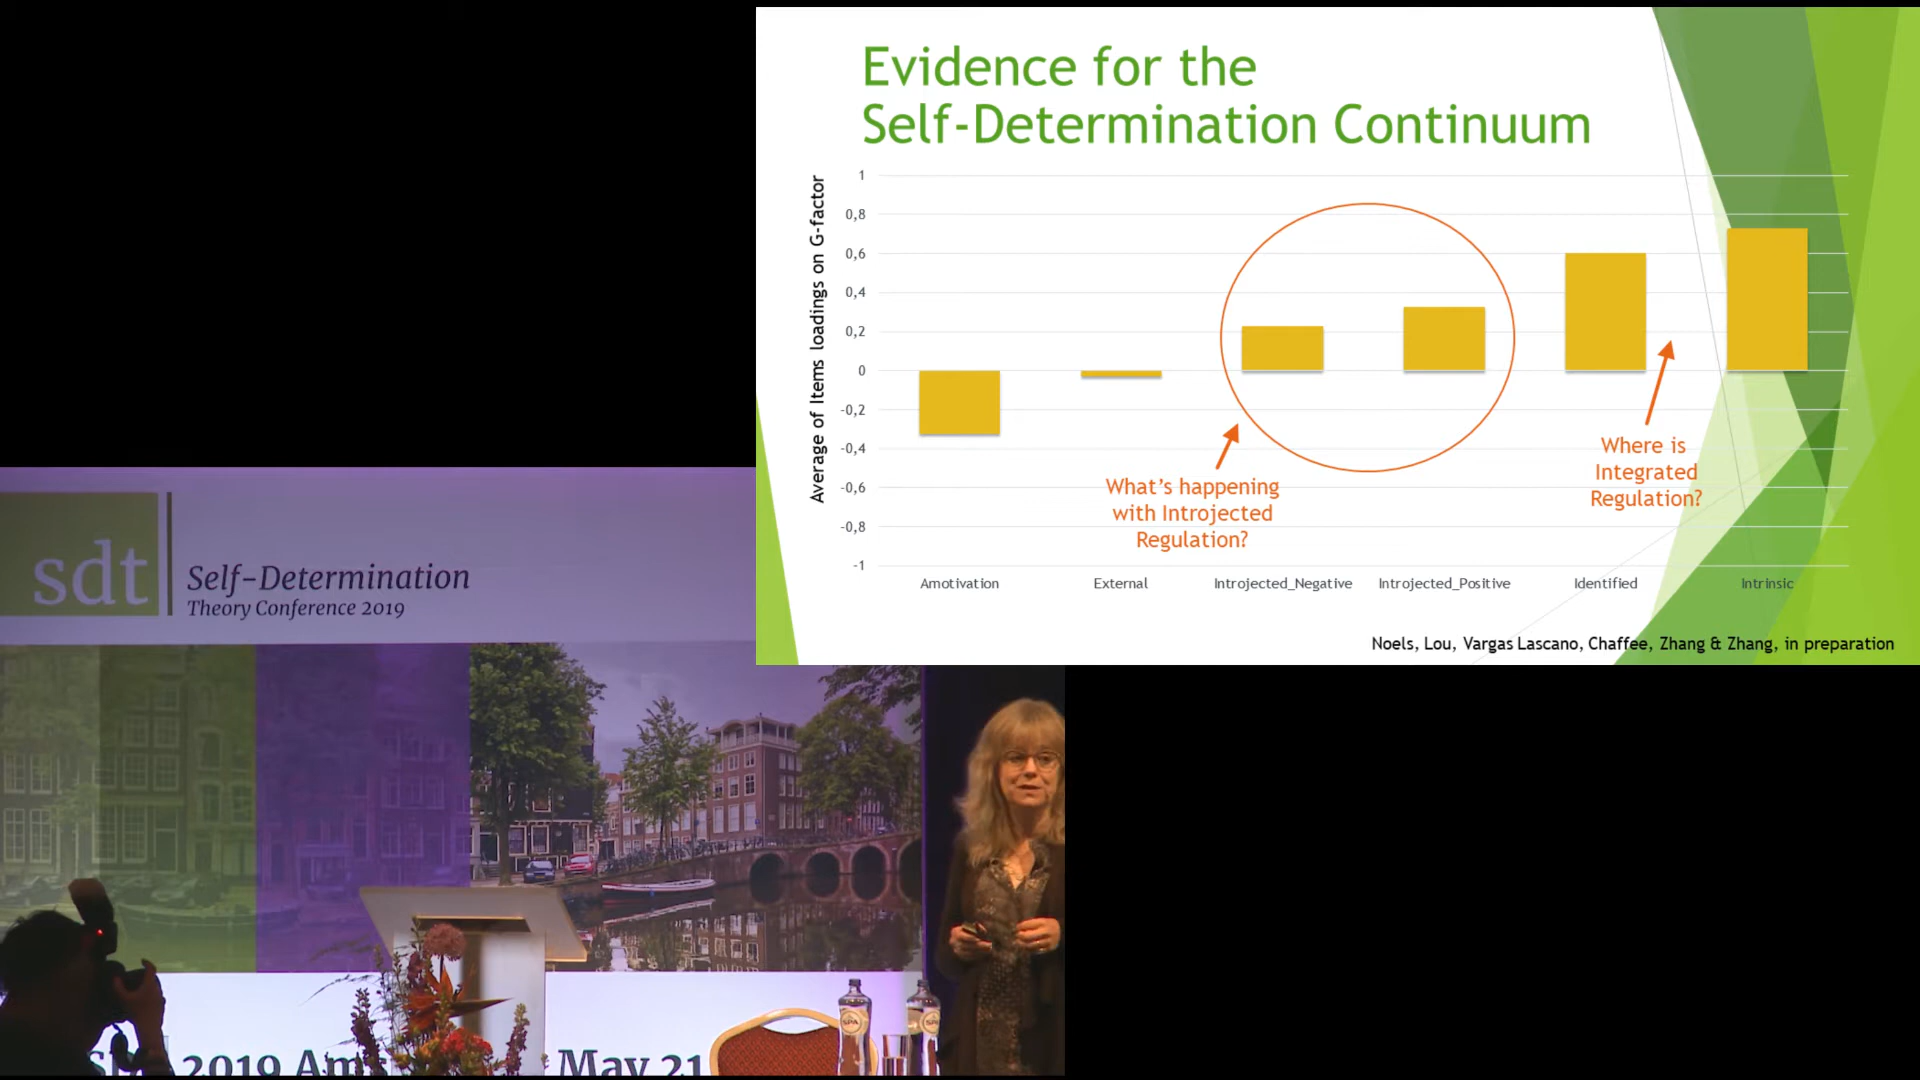 Evidence for the
Self-Determination Continuum
Average of Items loadings on G-factor
1
0,8
0,6
0,4
0,2
0
-0,2
-0,4
-0,6
-0,8
-1
What's happening
with Introjected
Regulation?
Where is
Integrated
Regulation?
Amotivation
External
Introjected_Negative
Introjected_Positive
Identified
Intrinsic
Noels, Lou, Vargas Lascano, Chaffee, Zhang & Zhang, in preparation
sdt
Self-Determination
Theory Conference 2019
2019 May 21
SPA